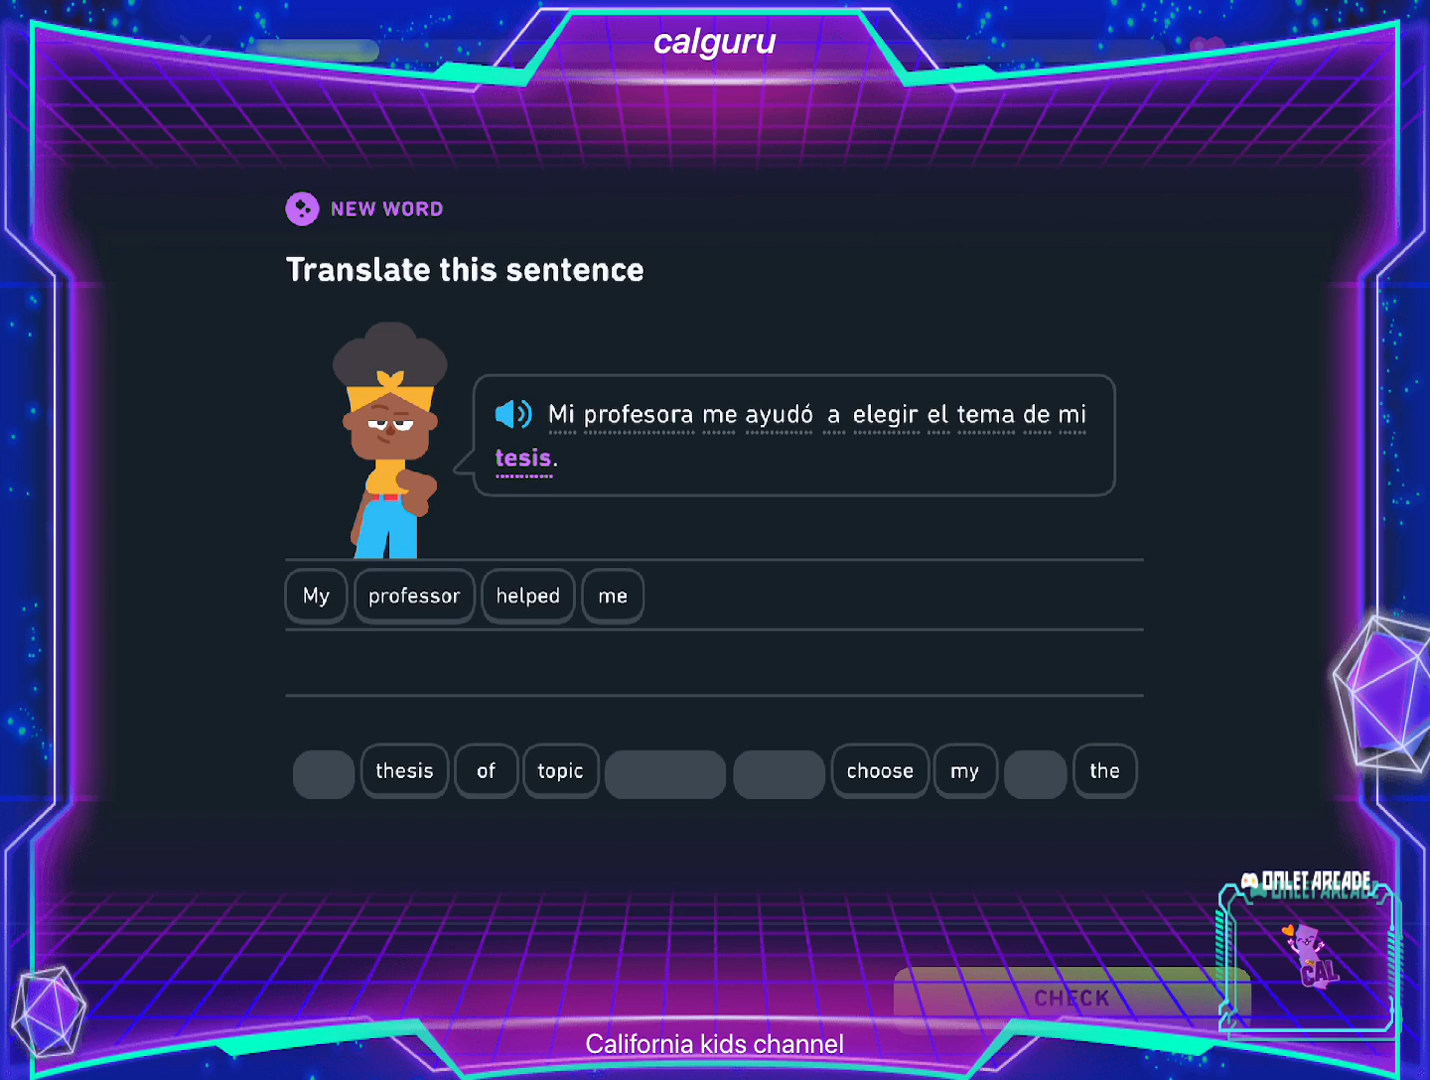 calguru
NEW WORD
Translate this sentence
Mi profesora me ayudó a elegir el tema de mi
tesis.
My professor helped me
thesis of topic choose my the
OMLET ARCADE
CAL
CHECK
California kids channel